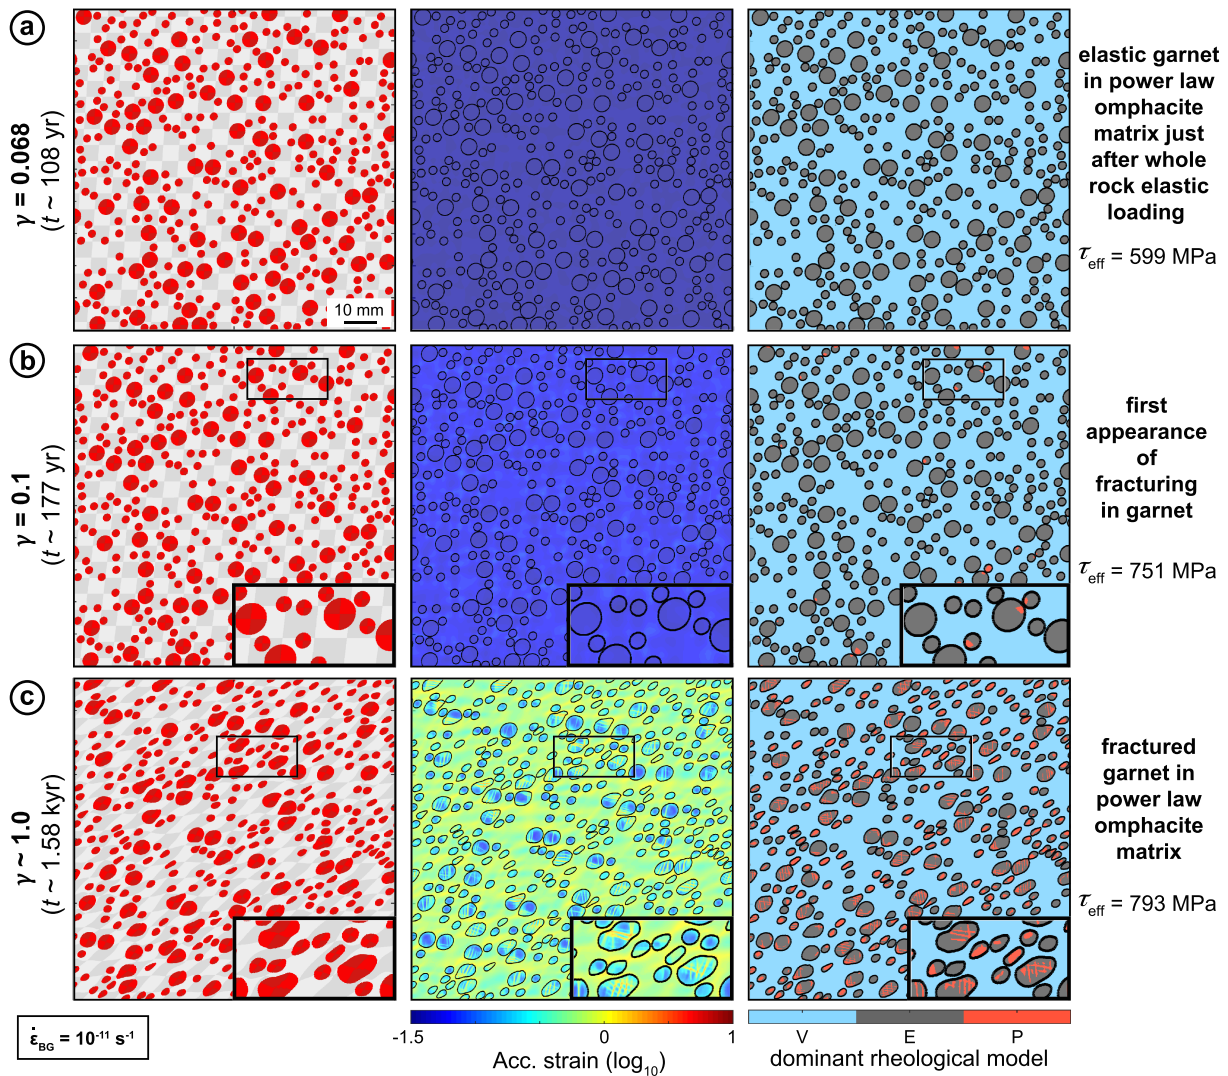 a
γ = 0.068
(t ~ 108 yr)
10 mm
elastic garnet
in power law
omphacite
matrix just
after whole
rock elastic
loading
τeff = 599 MPa
b
γ = 0.1
(t ~ 177 yr)
first
appearance
of
fracturing
in garnet
τeff = 751 MPa
c
γ ~ 1.0
(t ~ 1.58 kyr)
fractured
garnet in
power law
omphacite
matrix
τeff = 793 MPa
ε̇BG = 10⁻¹¹ s⁻¹
-1.5 0 1
Acc. strain (log₁₀)
V E P
dominant rheological model